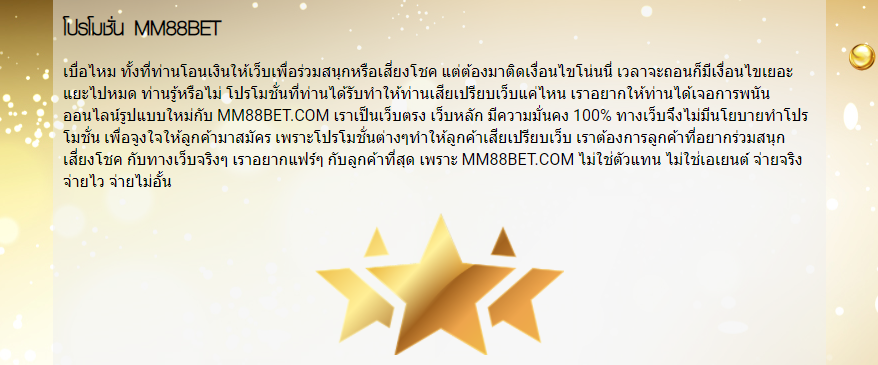 โปรโมชั่น MM88BET
เบื่อไหม ทั้งที่ท่านโอนเงินให้เว็บเพื่อร่วมสนุกหรือเสี่ยงโชค แต่ต้องมาติดเงื่อนไขโน่นนี่ เวลาจะถอนก็มีเงื่อนไขเยอะ
แยะไปหมด ท่านรู้หรือไม่ โปรโมชั่นที่ท่านได้รับทำให้ท่านเสียเปรียบเว็บแค่ไหน เราอยากให้ท่านได้เจอการพนัน
ออนไลน์รูปแบบใหม่กับ MM88BET.COM เราเป็นเว็บตรง เว็บหลัก มีความมั่นคง 100% ทางเว็บจึงไม่มีนโยบายทำโปร
โมชั่น เพื่อจูงใจให้ลูกค้ามาสมัคร เพราะโปรโมชั่นต่างๆทำให้ลูกค้าเสียเปรียบเว็บ เราต้องการลูกค้าที่อยากร่วมสนุก
เสี่ยงโชค กับทางเว็บจริงๆ เราอยากแฟร์ๆ กับลูกค้าที่สุด เพราะ MM88BET.COM ไม่ใช่ตัวแทน ไม่ใช่เอเยนต์ จ่ายจริง
จ่ายไว จ่ายไม่อั้น